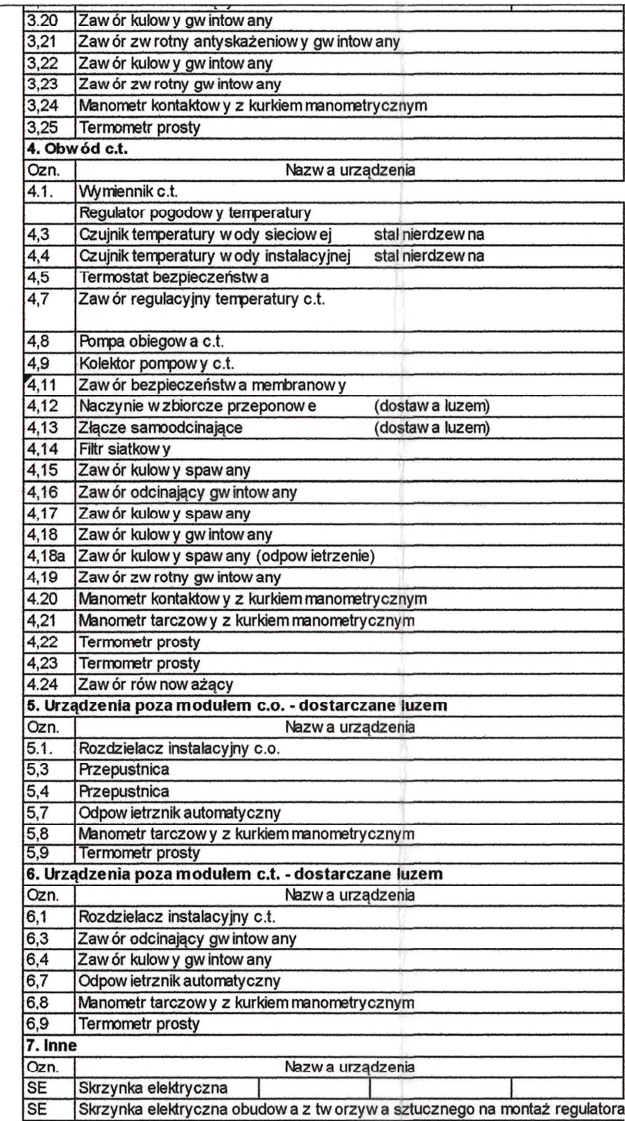 3.20 Zawór kulowy gwintowany
3,21 Zawór zwrotny antyskażeniowy gwintowany
3,22 Zawór kulowy gwintowany
3,23 Zawór zwrotny gwintowany
3,24 Manometr kontaktowy z kurkiem manometrycznym
3,25 Termometr prosty
4. Obwód c.t.
Ozn. Nazwa urządzenia
4.1. Wymiennik c.t.
Regulator pogodowy temperatury
4,3 Czujnik temperatury wody sieciowej stal nierdzewna
4,4 Czujnik temperatury wody instalacyjnej stal nierdzewna
4,5 Termostat bezpieczeństwa
4,7 Zawór regulacyjny temperatury c.t.
4,8 Pompa obiegowa c.t.
4,9 Kolektor pompowy c.t.
4,11 Zawór bezpieczeństwa membranowy
4,12 Naczynie wzbiorcze przeponowe (dostawa luzem)
4,13 Złącze samoodcinające (dostawa luzem)
4,14 Filtr siatkowy
4,15 Zawór kulowy spawany
4,16 Zawór odcinający gwintowany
4,17 Zawór kulowy spawany
4,18 Zawór kulowy gwintowany
4,18a Zawór kulowy spawany (odpowietrzenie)
4,19 Zawór zwrotny gwintowany
4.20 Manometr kontaktowy z kurkiem manometrycznym
4,21 Manometr tarczowy z kurkiem manometrycznym
4,22 Termometr prosty
4,23 Termometr prosty
4.24 Zawór równoważący
5. Urządzenia poza modułem c.o. - dostarczane luzem
Ozn. Nazwa urządzenia
5.1. Rozdzielacz instalacyjny c.o.
5,3 Przepustnica
5,4 Przepustnica
5,7 Odpowietrznik automatyczny
5,8 Manometr tarczowy z kurkiem manometrycznym
5,9 Termometr prosty
6. Urządzenia poza modułem c.t. - dostarczane luzem
Ozn. Nazwa urządzenia
6,1 Rozdzielacz instalacyjny c.t.
6,3 Zawór odcinający gwintowany
6,4 Zawór kulowy gwintowany
6,7 Odpowietrznik automatyczny
6,8 Manometr tarczowy z kurkiem manometrycznym
6,9 Termometr prosty
7. Inne
Ozn. Nazwa urządzenia
SE Skrzynka elektryczna
SE Skrzynka elektryczna obudowa z tworzywa sztucznego na montaż regulatora